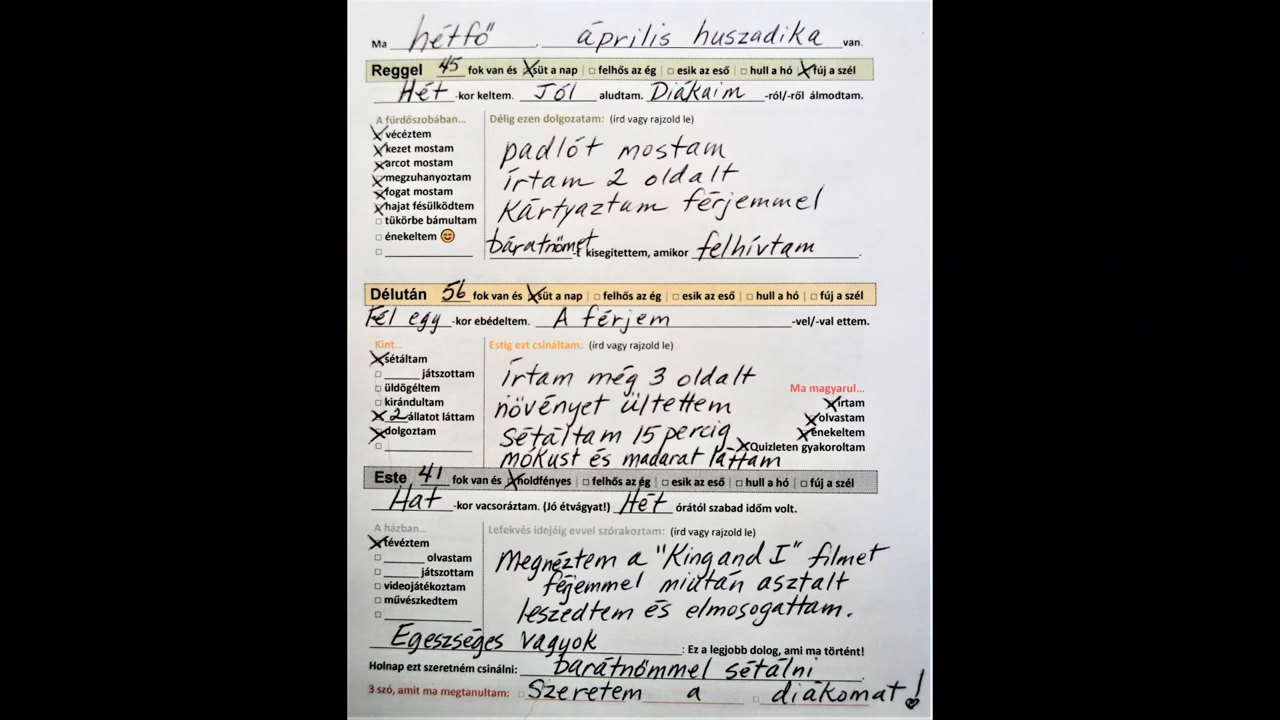 Ma hétfő, április huszadika van.
Reggel 45 fok van és süt a nap | felhős az ég | esik az eső | hull a hó | fúj a szél
Hét -kor keltem. Jól aludtam. Diákaim -ról/-ről álmodtam.
A fürdőszobában...
vécéztem
kezet mostam
arcot mostam
megzuhanyoztam
fogat mostam
hajat fésülködtem
tükörbe bámultam
énekeltem 😊
Délig ezen dolgozatam: (írd vagy rajzold le)
padlót mostam
írtam 2 oldalt
Kártyaztam férjemmel
bárátnőmet -t kisegítettem, amikor felhívtam.
Délután 56 fok van és süt a nap | felhős az ég | esik az eső | hull a hó | fúj a szél
Fél egy -kor ebédeltem. A férjem -vel/-val ettem.
Kint...
sétáltam
játszottam
üldögéltem
kirándultam
2 állatot láttam
dolgoztam
Estig ezt csináltam: (írd vagy rajzold le)
írtam még 3 oldalt
növényet ültettem
sétáltam 15 percig
mókust és madarat láttam
Ma magyarul...
írtam
olvastam
énekeltem
Quizleten gyakoroltam
Este 41 fok van és holdfényes | felhős az ég | esik az eső | hull a hó | fúj a szél
Hat -kor vacsoráztam. (Jó étvágyat!) Hét órától szabad időm volt.
A házban...
tévéztem
olvastam
játszottam
videojátékoztam
művészkedtem
Lefekvés idejéig evvel szórakoztam: (írd vagy rajzold le)
Megnéztem a "King and I" filmet
féjemmel miután asztalt
leszedtem és elmosogattam.
Egeszséges vagyok : Ez a legjobb dolog, ami ma történt!
Holnap ezt szeretném csinálni: barátnőmmel sétálni.
3 szó, amit ma megtanultam: Szeretem a diákomat!